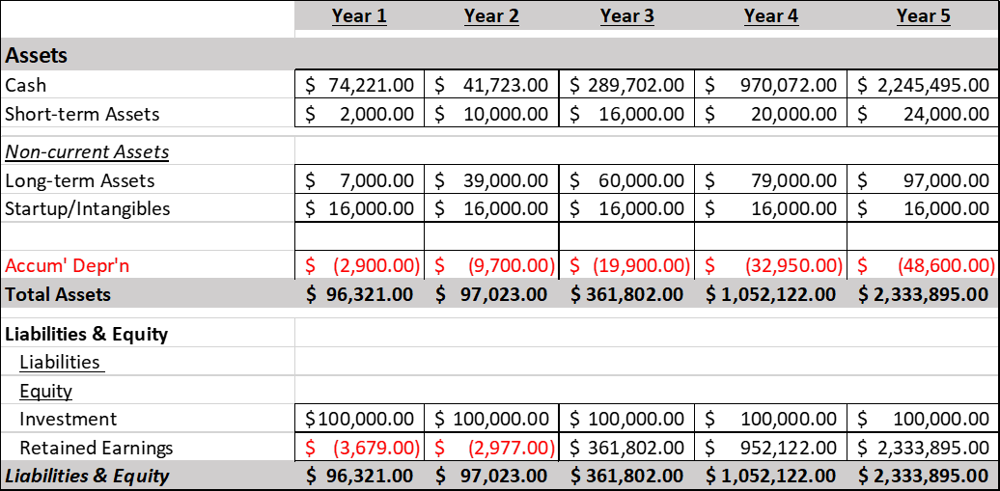 Year 1 Year 2 Year 3 Year 4 Year 5
Assets
Cash $ 74,221.00 $ 41,723.00 $ 289,702.00 $ 970,072.00 $ 2,245,495.00
Short-term Assets $ 2,000.00 $ 10,000.00 $ 16,000.00 $ 20,000.00 $ 24,000.00
Non-current Assets
Long-term Assets $ 7,000.00 $ 39,000.00 $ 60,000.00 $ 79,000.00 $ 97,000.00
Startup/Intangibles $ 16,000.00 $ 16,000.00 $ 16,000.00 $ 16,000.00 $ 16,000.00
Accum' Depr'n $ (2,900.00) $ (9,700.00) $ (19,900.00) $ (32,950.00) $ (48,600.00)
Total Assets $ 96,321.00 $ 97,023.00 $ 361,802.00 $ 1,052,122.00 $ 2,333,895.00
Liabilities & Equity
Liabilities
Equity
Investment $ 100,000.00 $ 100,000.00 $ 100,000.00 $ 100,000.00 $ 100,000.00
Retained Earnings $ (3,679.00) $ (2,977.00) $ 361,802.00 $ 952,122.00 $ 2,333,895.00
Liabilities & Equity $ 96,321.00 $ 97,023.00 $ 361,802.00 $ 1,052,122.00 $ 2,333,895.00